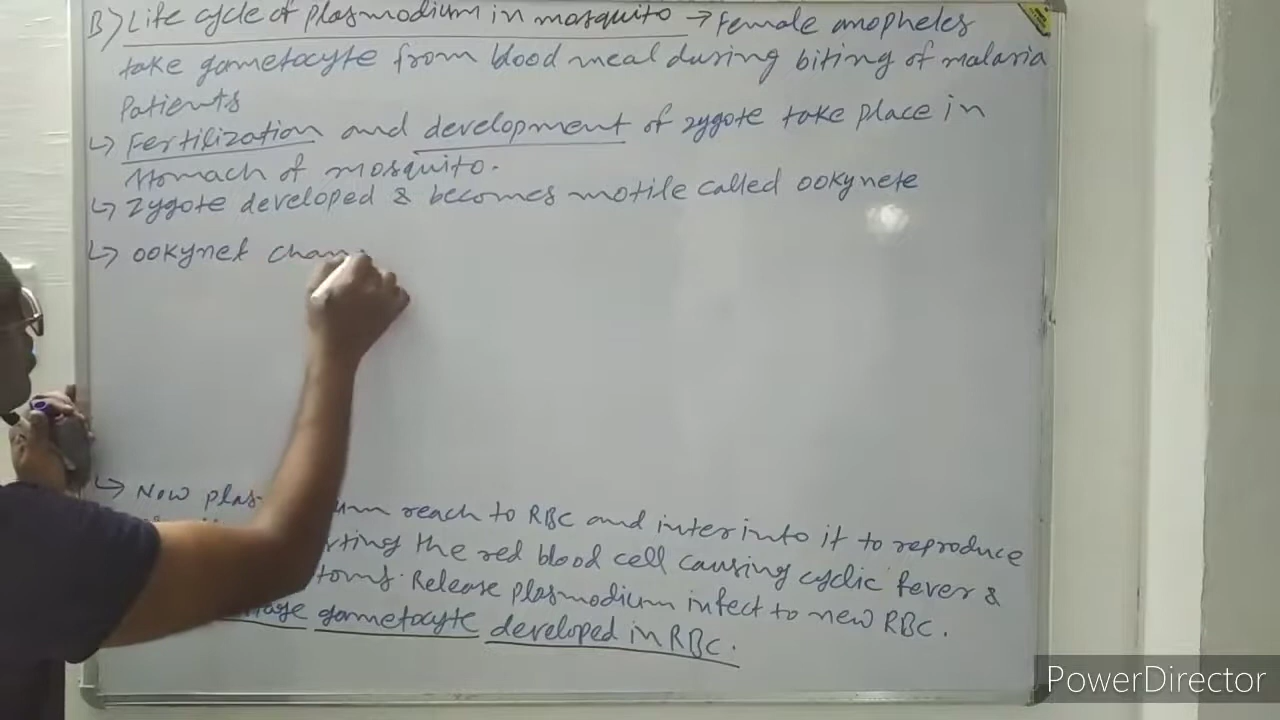 B) Life cycle of plasmodium in mosquito → Female anopheles
take gametocyte from blood meal during biting of malaria
Patients
↳ Fertilization and development of zygote take place in
stomach of mosquito.
↳ Zygote developed & becomes motile called ookynete
↳ ookynet chan
↳ Now plas um reach to RBC and inter into it to reproduce
rting the red blood cell causing cyclic fever &
toms. Release plasmodium infect to new RBC.
gametocyte developed in RBC.
PowerDirector